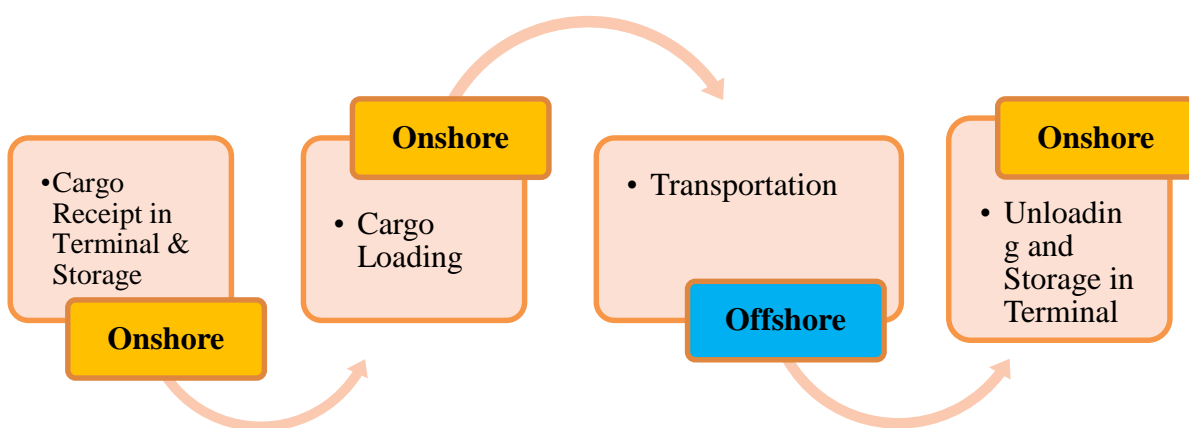 •Cargo
Receipt in
Terminal &
Storage
Onshore
Onshore
• Cargo
Loading
• Transportation
Offshore
Onshore
• Unloadin
g and
Storage in
Terminal